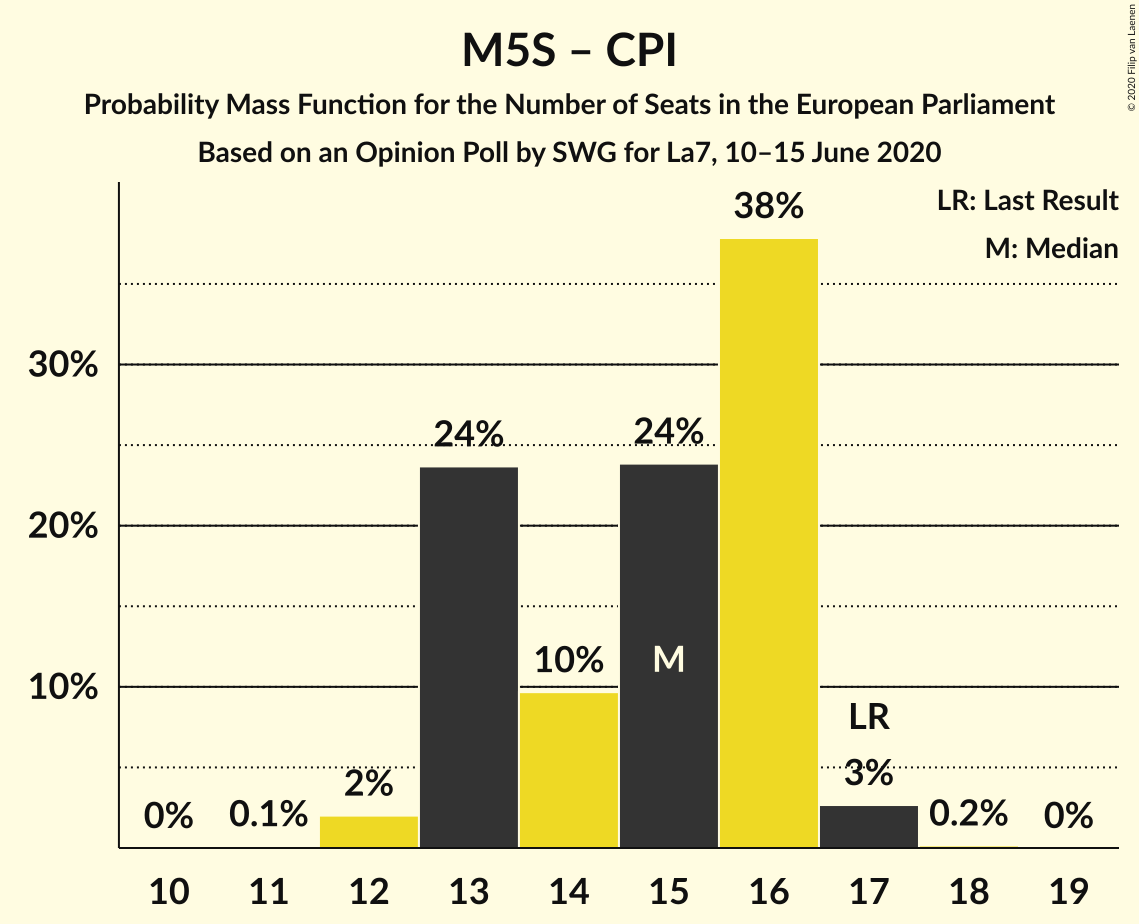 M5S – CPI
Probability Mass Function for the Number of Seats in the European Parliament
Based on an Opinion Poll by SWG for La7, 10–15 June 2020
© 2020 Filip van Laenen
LR: Last Result
M: Median
38%
30%
24%
24%
20%
10%
M
10%
LR
3%
2%
0%
0.1%
0.2%
0%
10 11 12 13 14 15 16 17 18 19